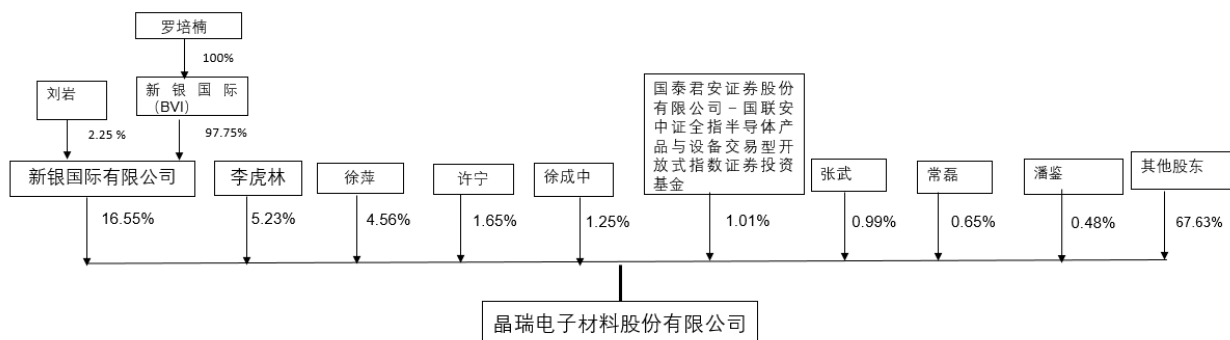 罗培楠
100%
刘岩
新银国际
（BVI）
2.25 %
97.75%
国泰君安证券股份
有限公司－国联安
中证全指半导体产
品与设备交易型开
放式指数证券投资
基金
新银国际有限公司
李虎林
徐萍
许宁
徐成中
张武
常磊
潘鉴
其他股东
16.55%
5.23%
4.56%
1.65%
1.25%
1.01%
0.99%
0.65%
0.48%
67.63%
晶瑞电子材料股份有限公司